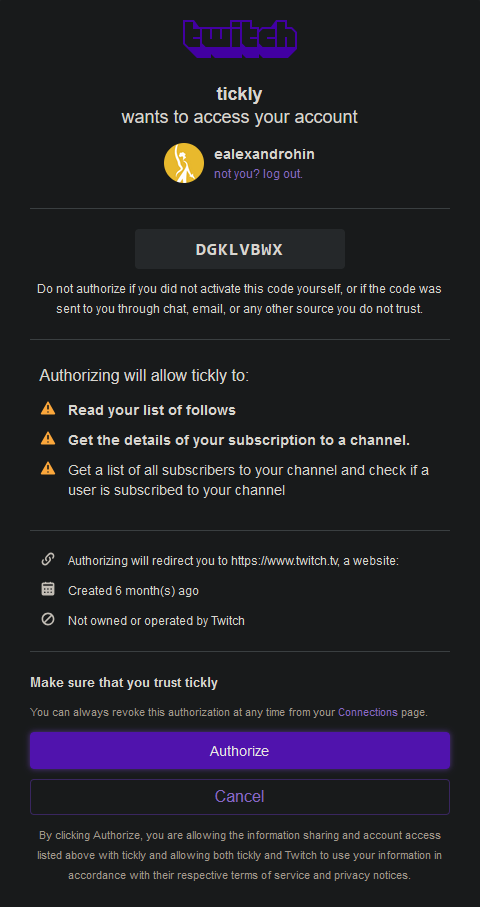 twitch
tickly
wants to access your account
ealexandrohin
not you? log out.
DGKLVBWX
Do not authorize if you did not activate this code yourself, or if the code was
sent to you through chat, email, or any other source you do not trust.
Authorizing will allow tickly to:
Read your list of follows
Get the details of your subscription to a channel.
Get a list of all subscribers to your channel and check if a
user is subscribed to your channel
Authorizing will redirect you to https://www.twitch.tv, a website:
Created 6 month(s) ago
Not owned or operated by Twitch
Make sure that you trust tickly
You can always revoke this authorization at any time from your Connections page.
Authorize
Cancel
By clicking Authorize, you are allowing the information sharing and account access
listed above with tickly and allowing both tickly and Twitch to use your information in
accordance with their respective terms of service and privacy notices.